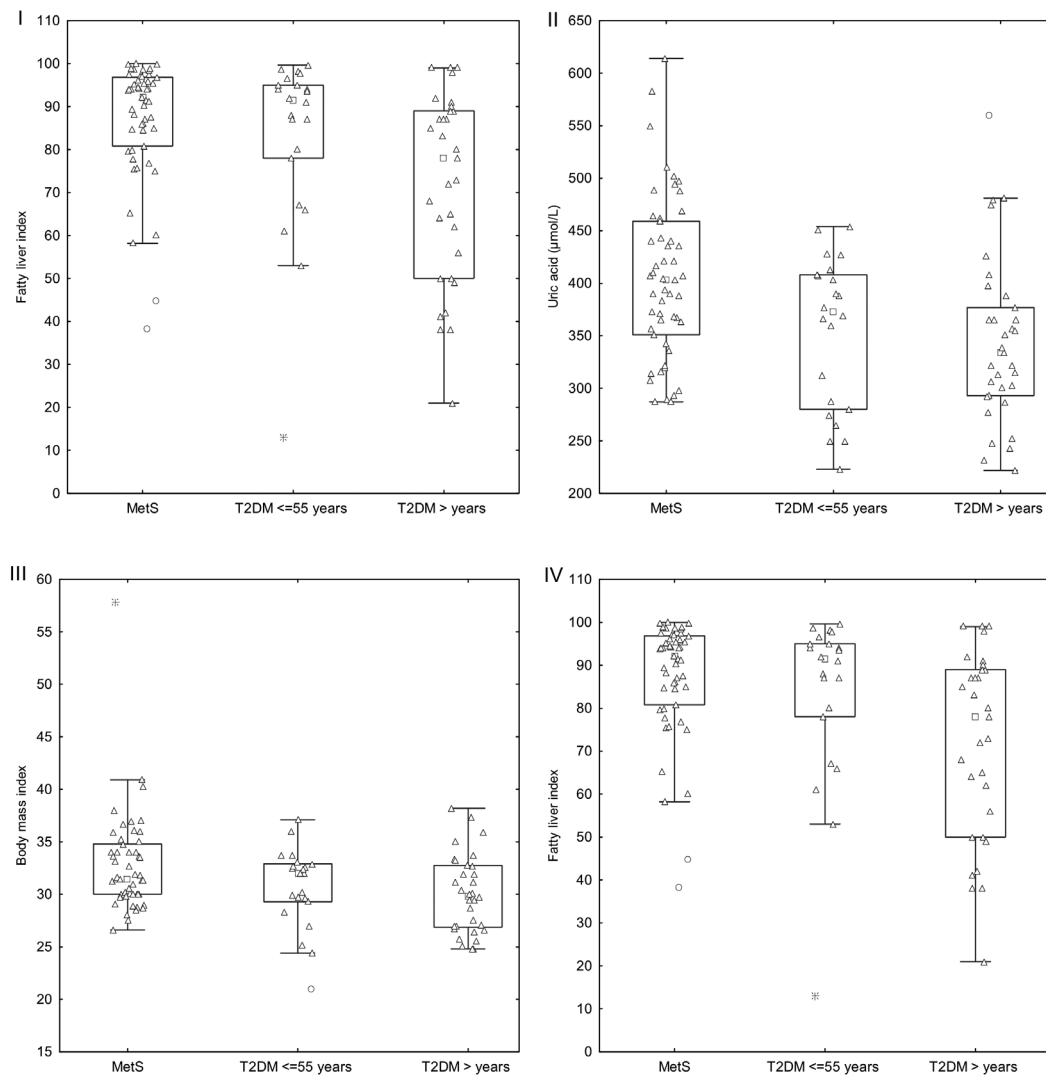 I
110
100
90
80
70
60
50
40
30
20
10
0
Fatty liver index
MetS
T2DM <=55 years
T2DM > years
II
650
600
550
500
450
400
350
300
250
200
Uric acid (μmol/L)
MetS
T2DM <=55 years
T2DM > years
III
60
55
50
45
40
35
30
25
20
15
Body mass index
MetS
T2DM <=55 years
T2DM > years
IV
110
100
90
80
70
60
50
40
30
20
10
0
Fatty liver index
MetS
T2DM <=55 years
T2DM > years